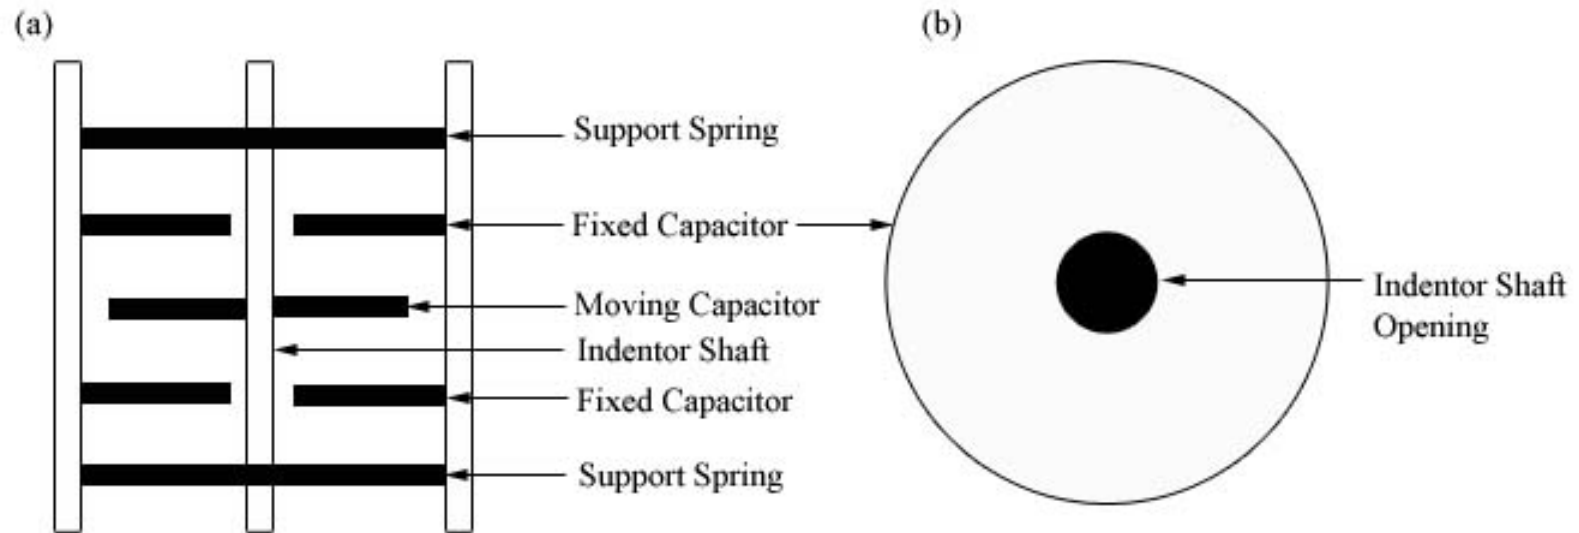 (a)
(b)
Support Spring
Fixed Capacitor
Moving Capacitor
Indentor Shaft
Fixed Capacitor
Support Spring
Indentor Shaft
Opening